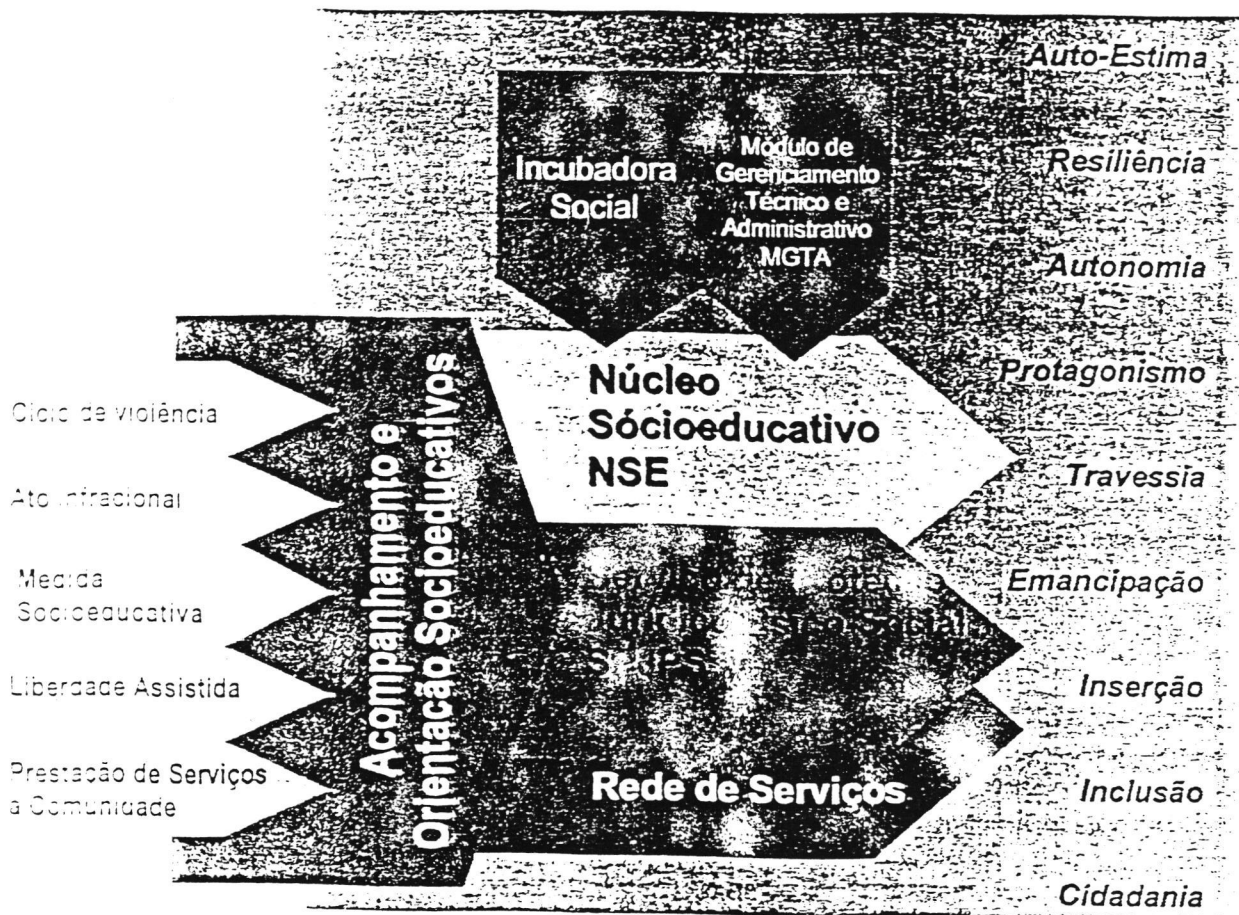 Auto-Estima
Incubadora
Social
Módulo de
Gerenciamento
Técnico e
Administrativo
MGTA
Resiliência
Autonomia
Protagonismo
Travessia
Emancipação
Inserção
Inclusão
Cidadania
Ciclo de violência
Ato Infracional
Medida
Socioeducativa
Liberdade Assistida
Prestação de Serviços
a Comunidade
Acompanhamento e
Orientação Socioeducativos
Núcleo
Sócioeducativo
NSE
Social
Rede de Serviços